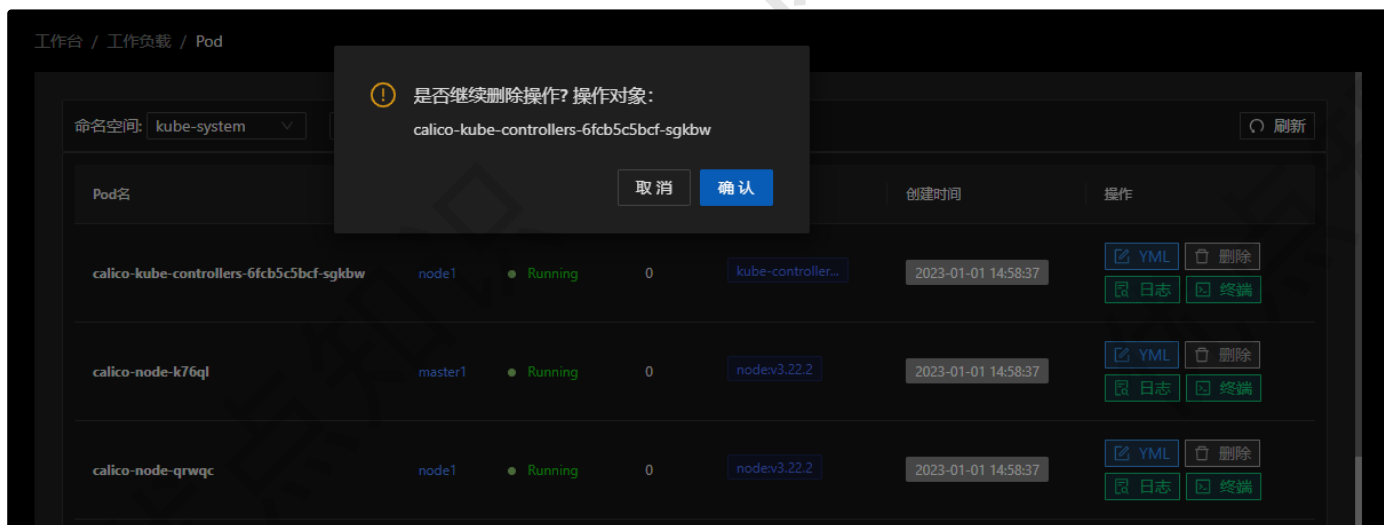 工作台 / 工作负载 / Pod
是否继续删除操作? 操作对象:
calico-kube-controllers-6fcb5c5bcf-sgkbw
取 消 确 认
命名空间: kube-system 刷新
Pod名 创建时间 操作
calico-kube-controllers-6fcb5c5bcf-sgkbw node1 Running 0 kube-controller... 2023-01-01 14:58:37 YML 删除
日志 终端
calico-node-k76ql master1 Running 0 node:v3.22.2 2023-01-01 14:58:37 YML 删除
日志 终端
calico-node-qrwqc node1 Running 0 node:v3.22.2 2023-01-01 14:58:37 YML 删除
日志 终端